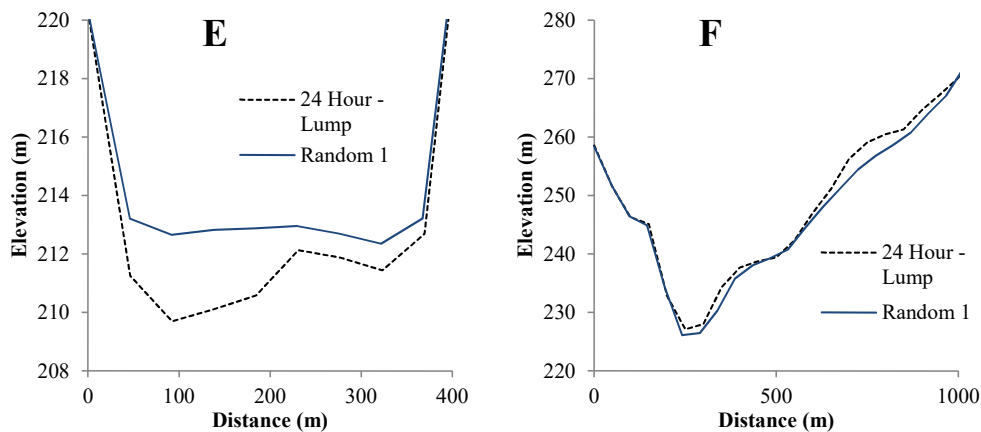 E
220
218
216
214
212
210
208
Elevation (m)
24 Hour -
Lump
Random 1
0
100
200
300
400
Distance (m)
F
280
270
260
250
240
230
220
Elevation (m)
24 Hour -
Lump
Random 1
0
500
1000
Distance (m)